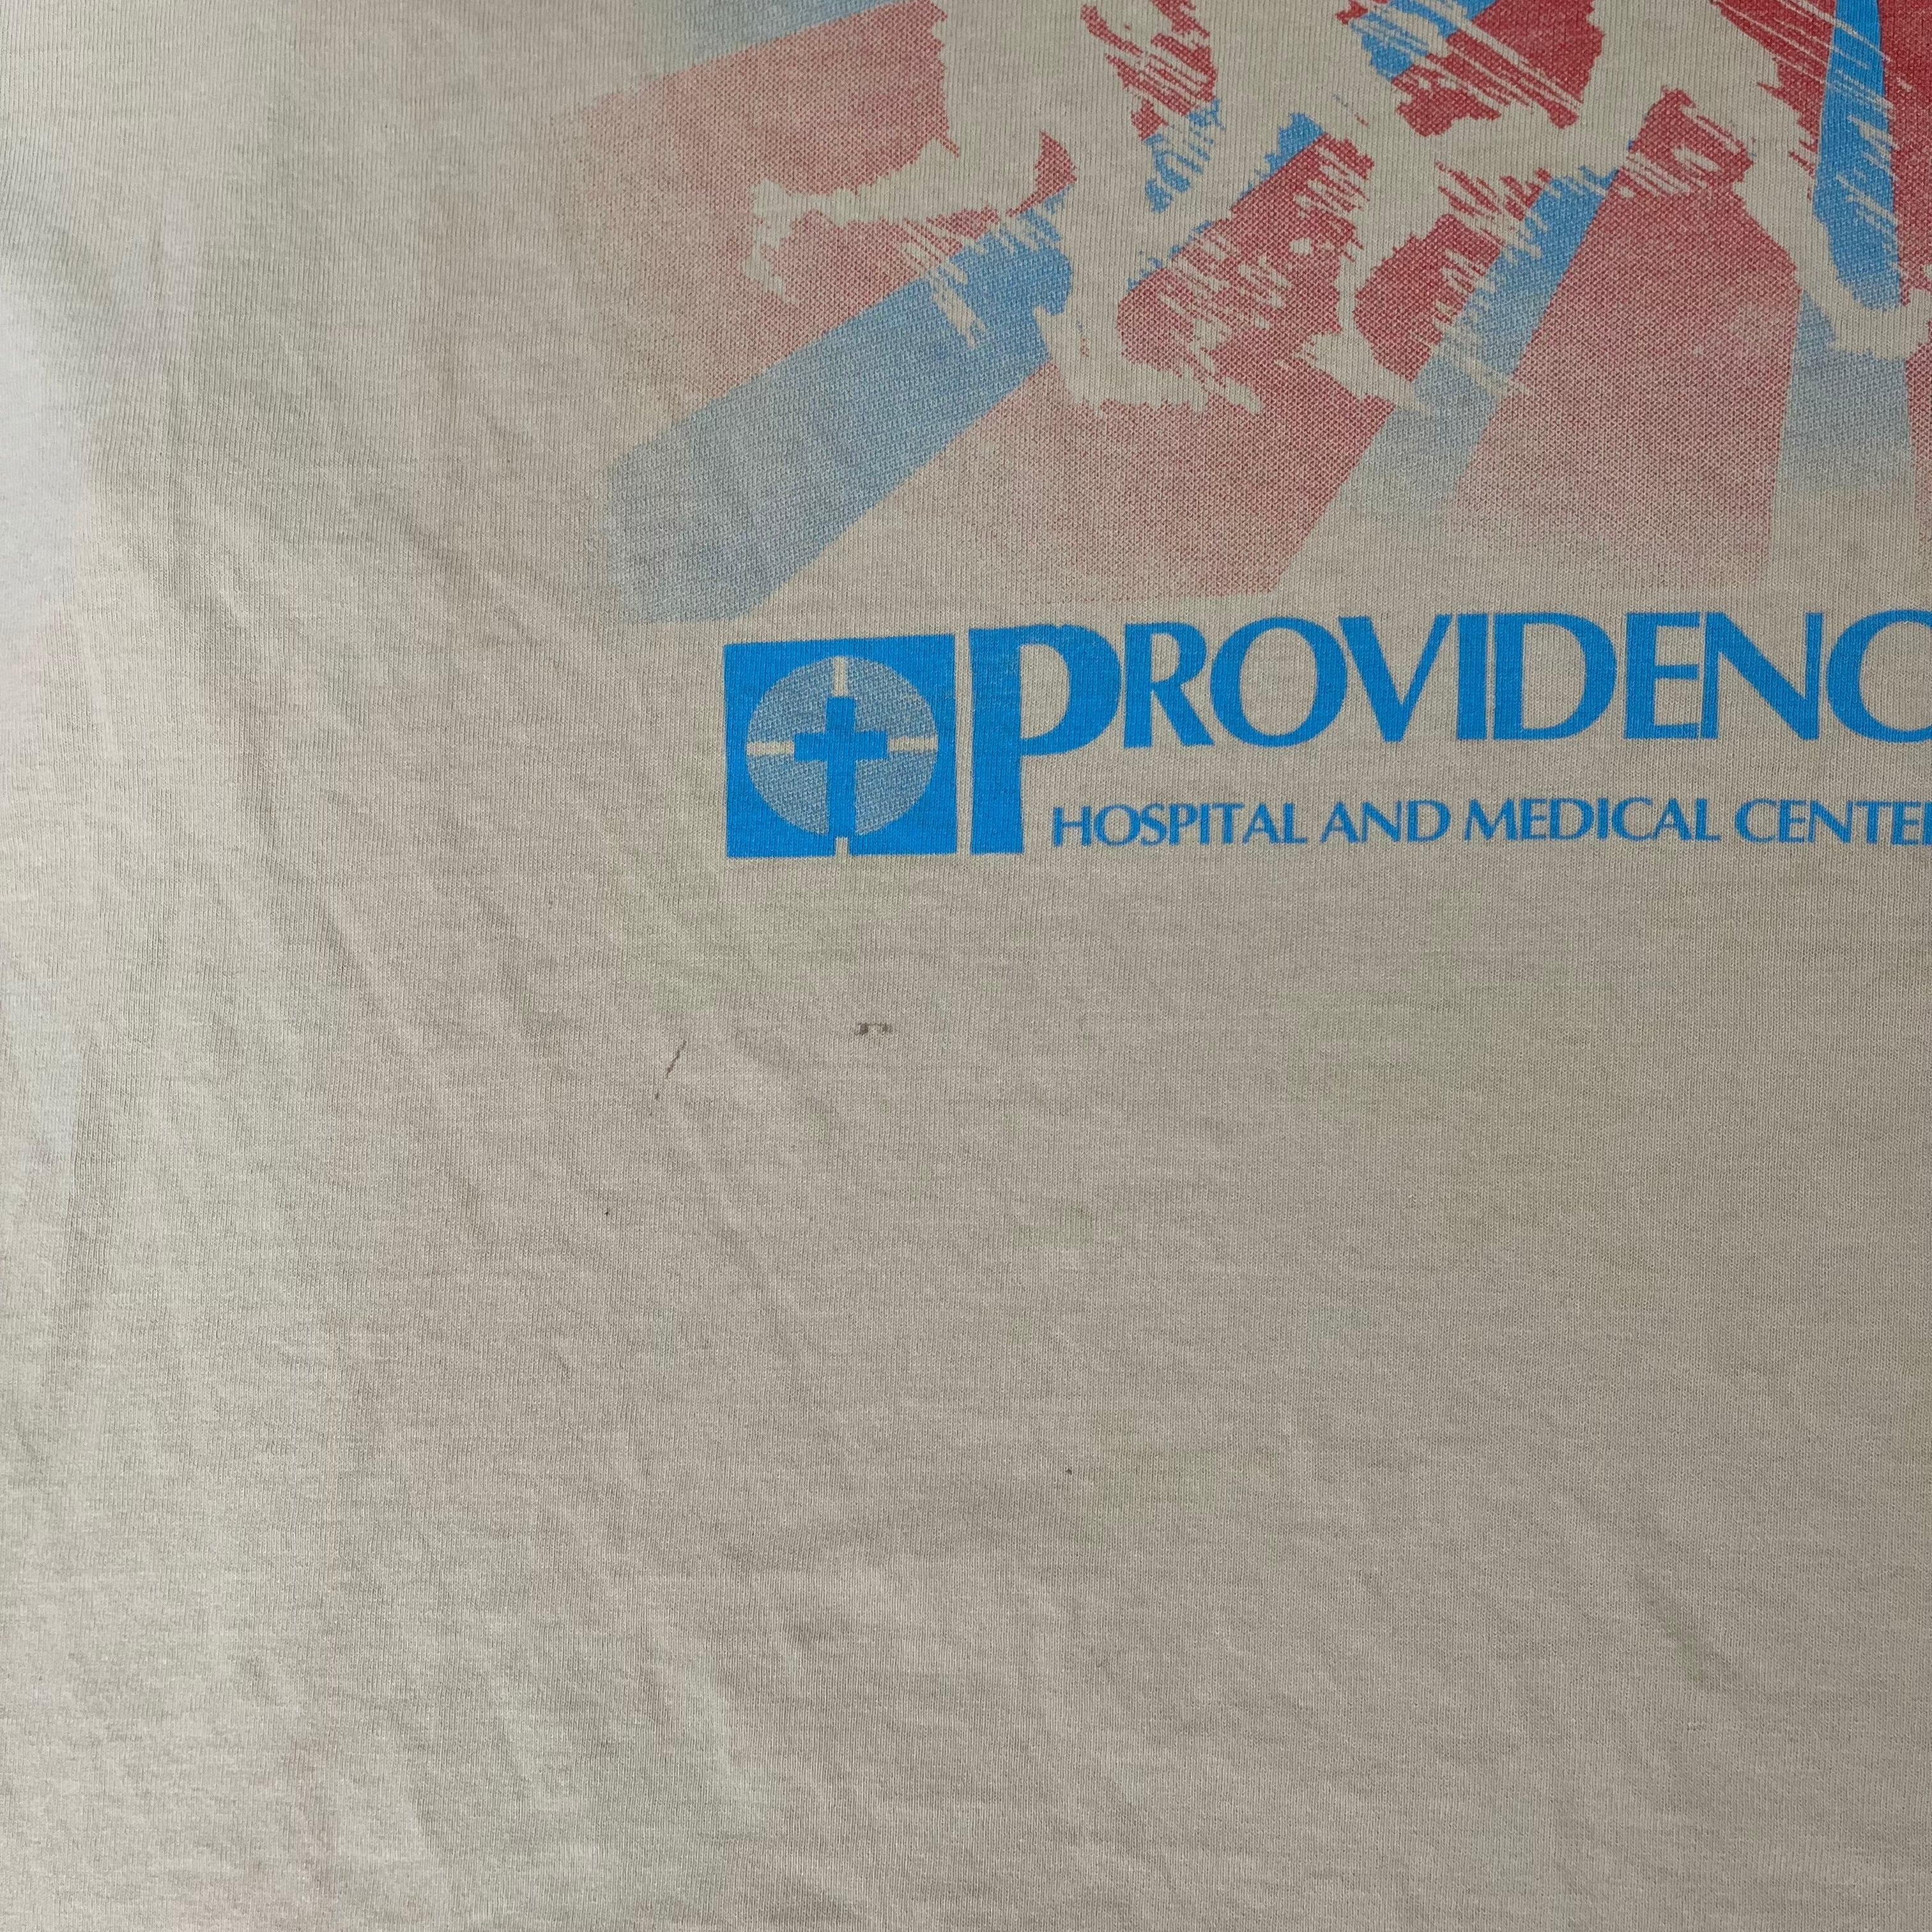 PROVIDENC
HOSPITAL AND MEDICAL CENTE